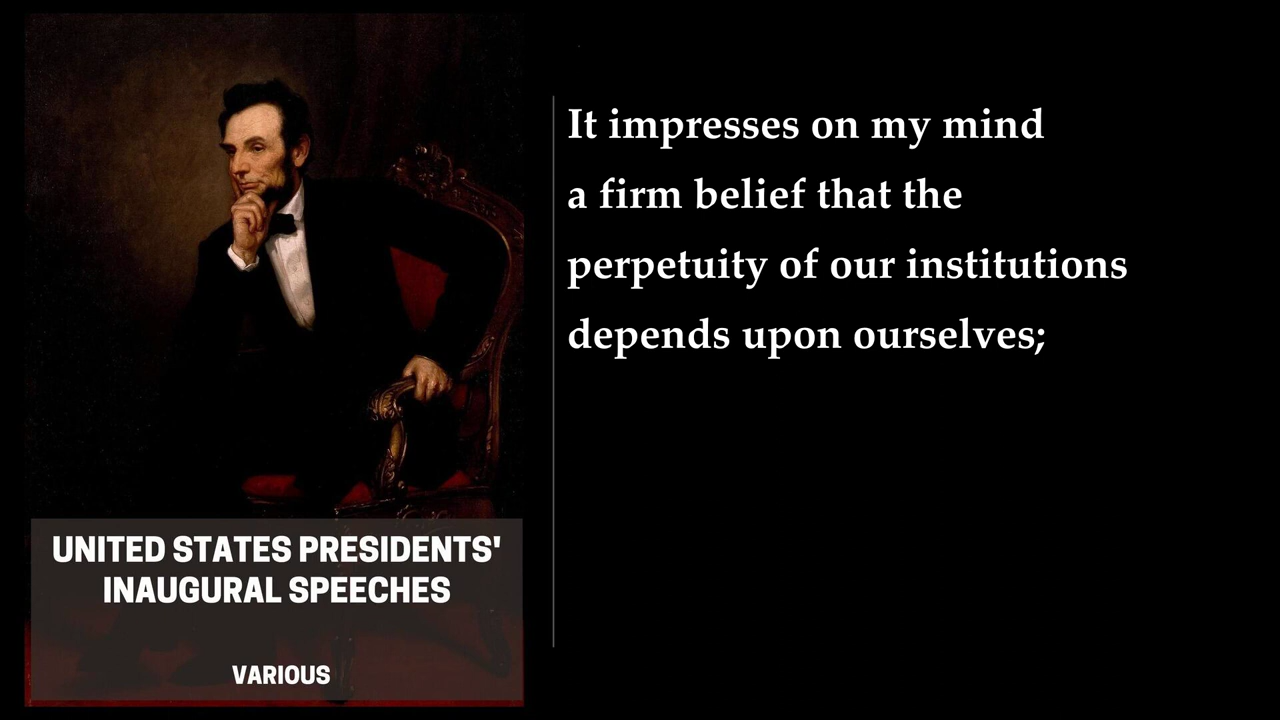 It impresses on my mind
a firm belief that the
perpetuity of our institutions
depends upon ourselves;
UNITED STATES PRESIDENTS'
INAUGURAL SPEECHES
VARIOUS